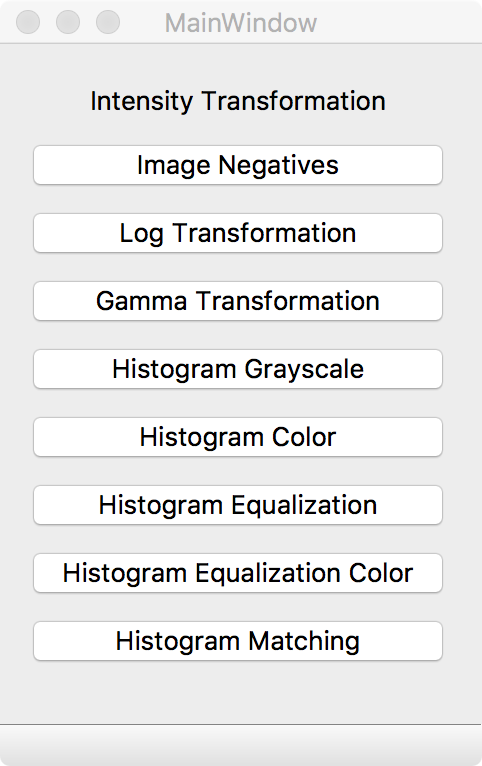 MainWindow
Intensity Transformation
Image Negatives
Log Transformation
Gamma Transformation
Histogram Grayscale
Histogram Color
Histogram Equalization
Histogram Equalization Color
Histogram Matching